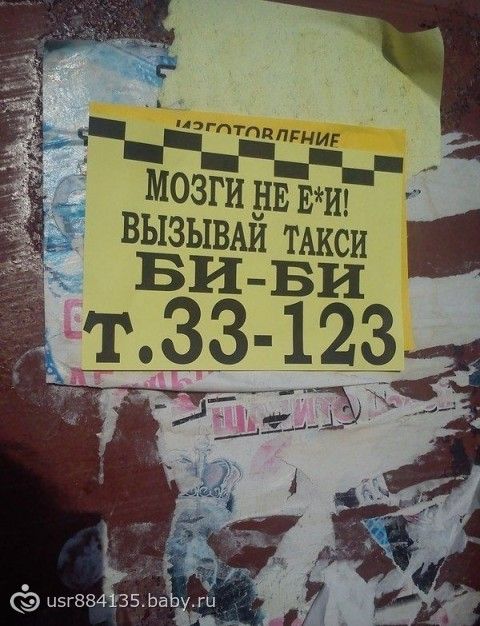 ИЗГОТОВЛЕНИЕ
МОЗГИ НЕ Е*И!
ВЫЗЫВАЙ ТАКСИ
БИ-БИ
т.33-123
usr884135.baby.ru